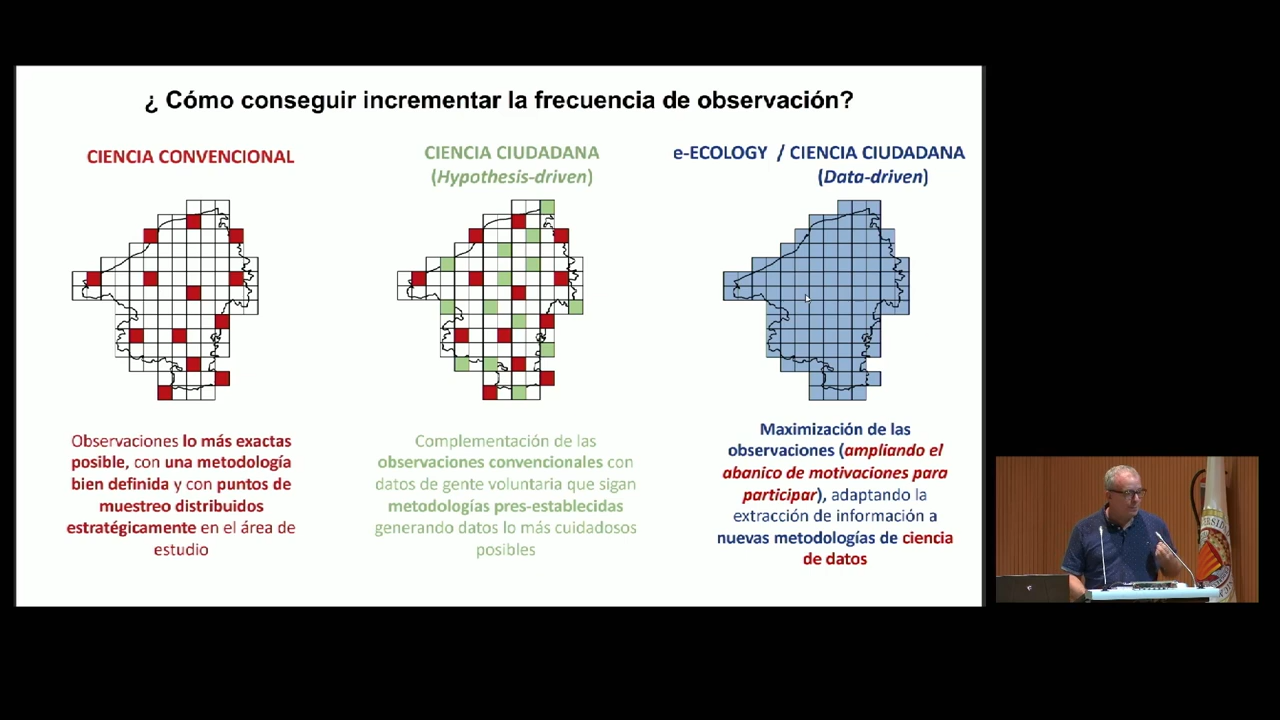 ¿ Cómo conseguir incrementar la frecuencia de observación?
CIENCIA CONVENCIONAL
Observaciones lo más exactas
posible, con una metodología
bien definida y con puntos de
muestreo distribuidos
estratégicamente en el área de
estudio
CIENCIA CIUDADANA
(Hypothesis-driven)
Complementación de las
observaciones convencionales con
datos de gente voluntaria que sigan
metodologías pres-establecidas
generando datos lo más cuidadosos
posibles
e-ECOLOGY / CIENCIA CIUDADANA
(Data-driven)
Maximización de las
observaciones (ampliando el
abanico de motivaciones para
participar), adaptando la
extracción de información a
nuevas metodologías de ciencia
de datos